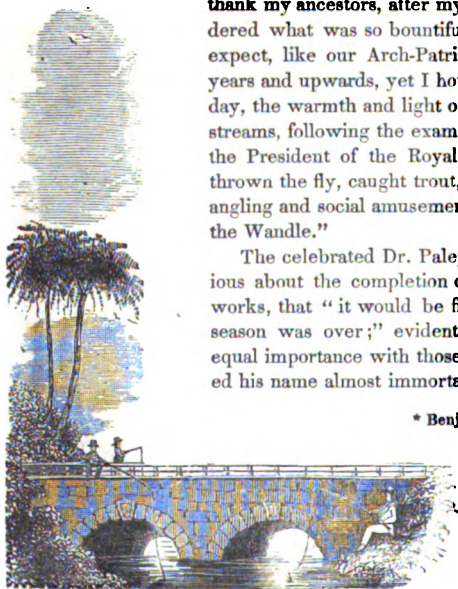 thank my ancestors, after my
dered what was so bountifu
expect, like our Arch-Patri
years and upwards, yet I ho
day, the warmth and light o
streams, following the exam
the President of the Royal
thrown the fly, caught trout,
angling and social amusemen
the Wandle.”
The celebrated Dr. Pale
ious about the completion o
works, that “it would be fi
season was over;” evident
equal importance with those
ed his name almost immorta
* Benj